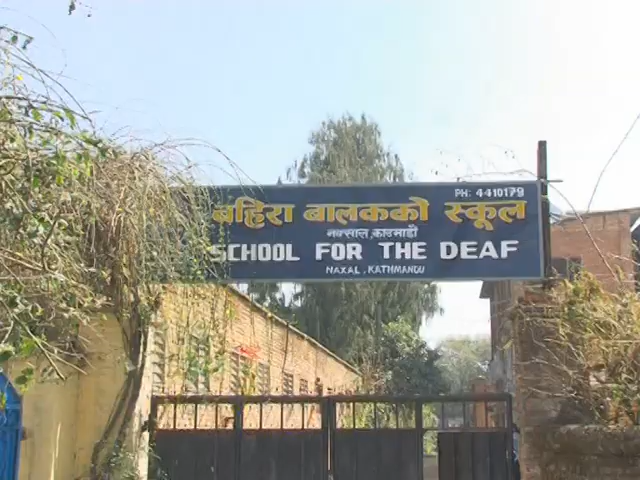 PH: 4410179
बहिरा बालकको स्कूल
नक्साल, काठमाडौं
SCHOOL FOR THE DEAF
NAXAL, KATHMANDU